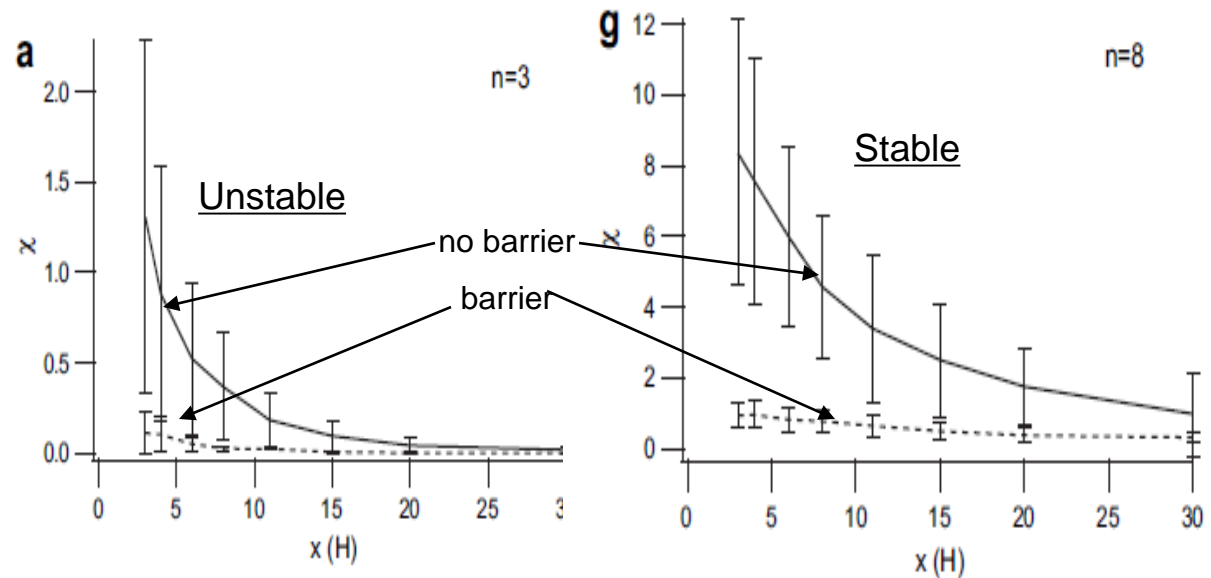 a
n=3
Unstable
2.0
1.5
1.0
0.5
0.0
χ
0 5 10 15 20 25 3
x (H)
no barrier
barrier
g
n=8
Stable
12
10
8
6
4
2
0
χ
0 5 10 15 20 25 30
x (H)